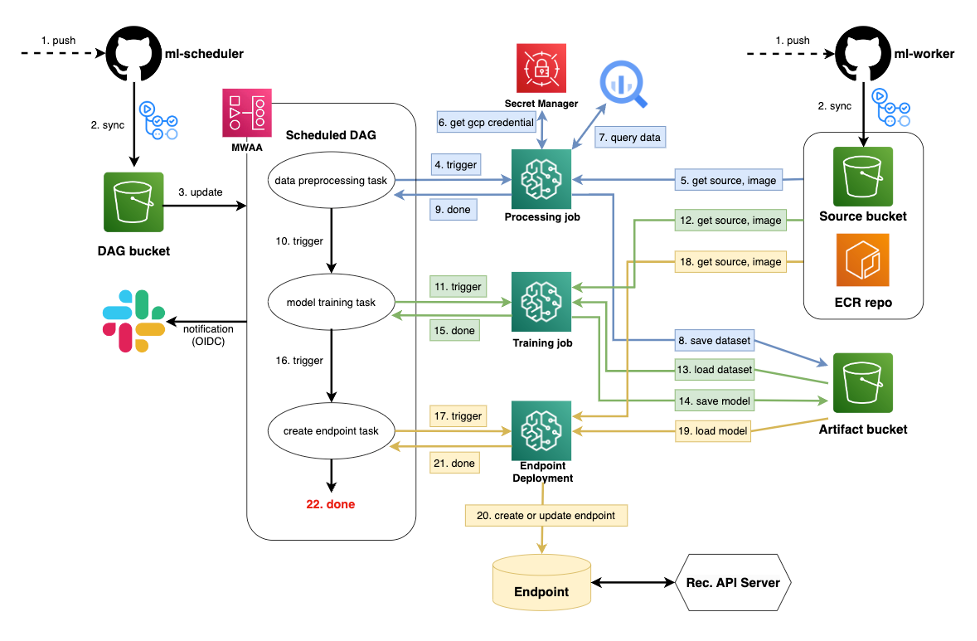 1. push
ml-scheduler
2. sync
MWAA
3. update
DAG bucket
notification
(OIDC)
Scheduled DAG
data preprocessing task
10. trigger
model training task
16. trigger
create endpoint task
22. done
Secret Manager
6. get gcp credential
7. query data
4. trigger
9. done
Processing job
11. trigger
15. done
Training job
17. trigger
21. done
Endpoint
Deployment
20. create or update endpoint
Endpoint
Rec. API Server
1. push
ml-worker
2. sync
5. get source, image
Source bucket
12. get source, image
18. get source, image
ECR repo
8. save dataset
13. load dataset
14. save model
19. load model
Artifact bucket